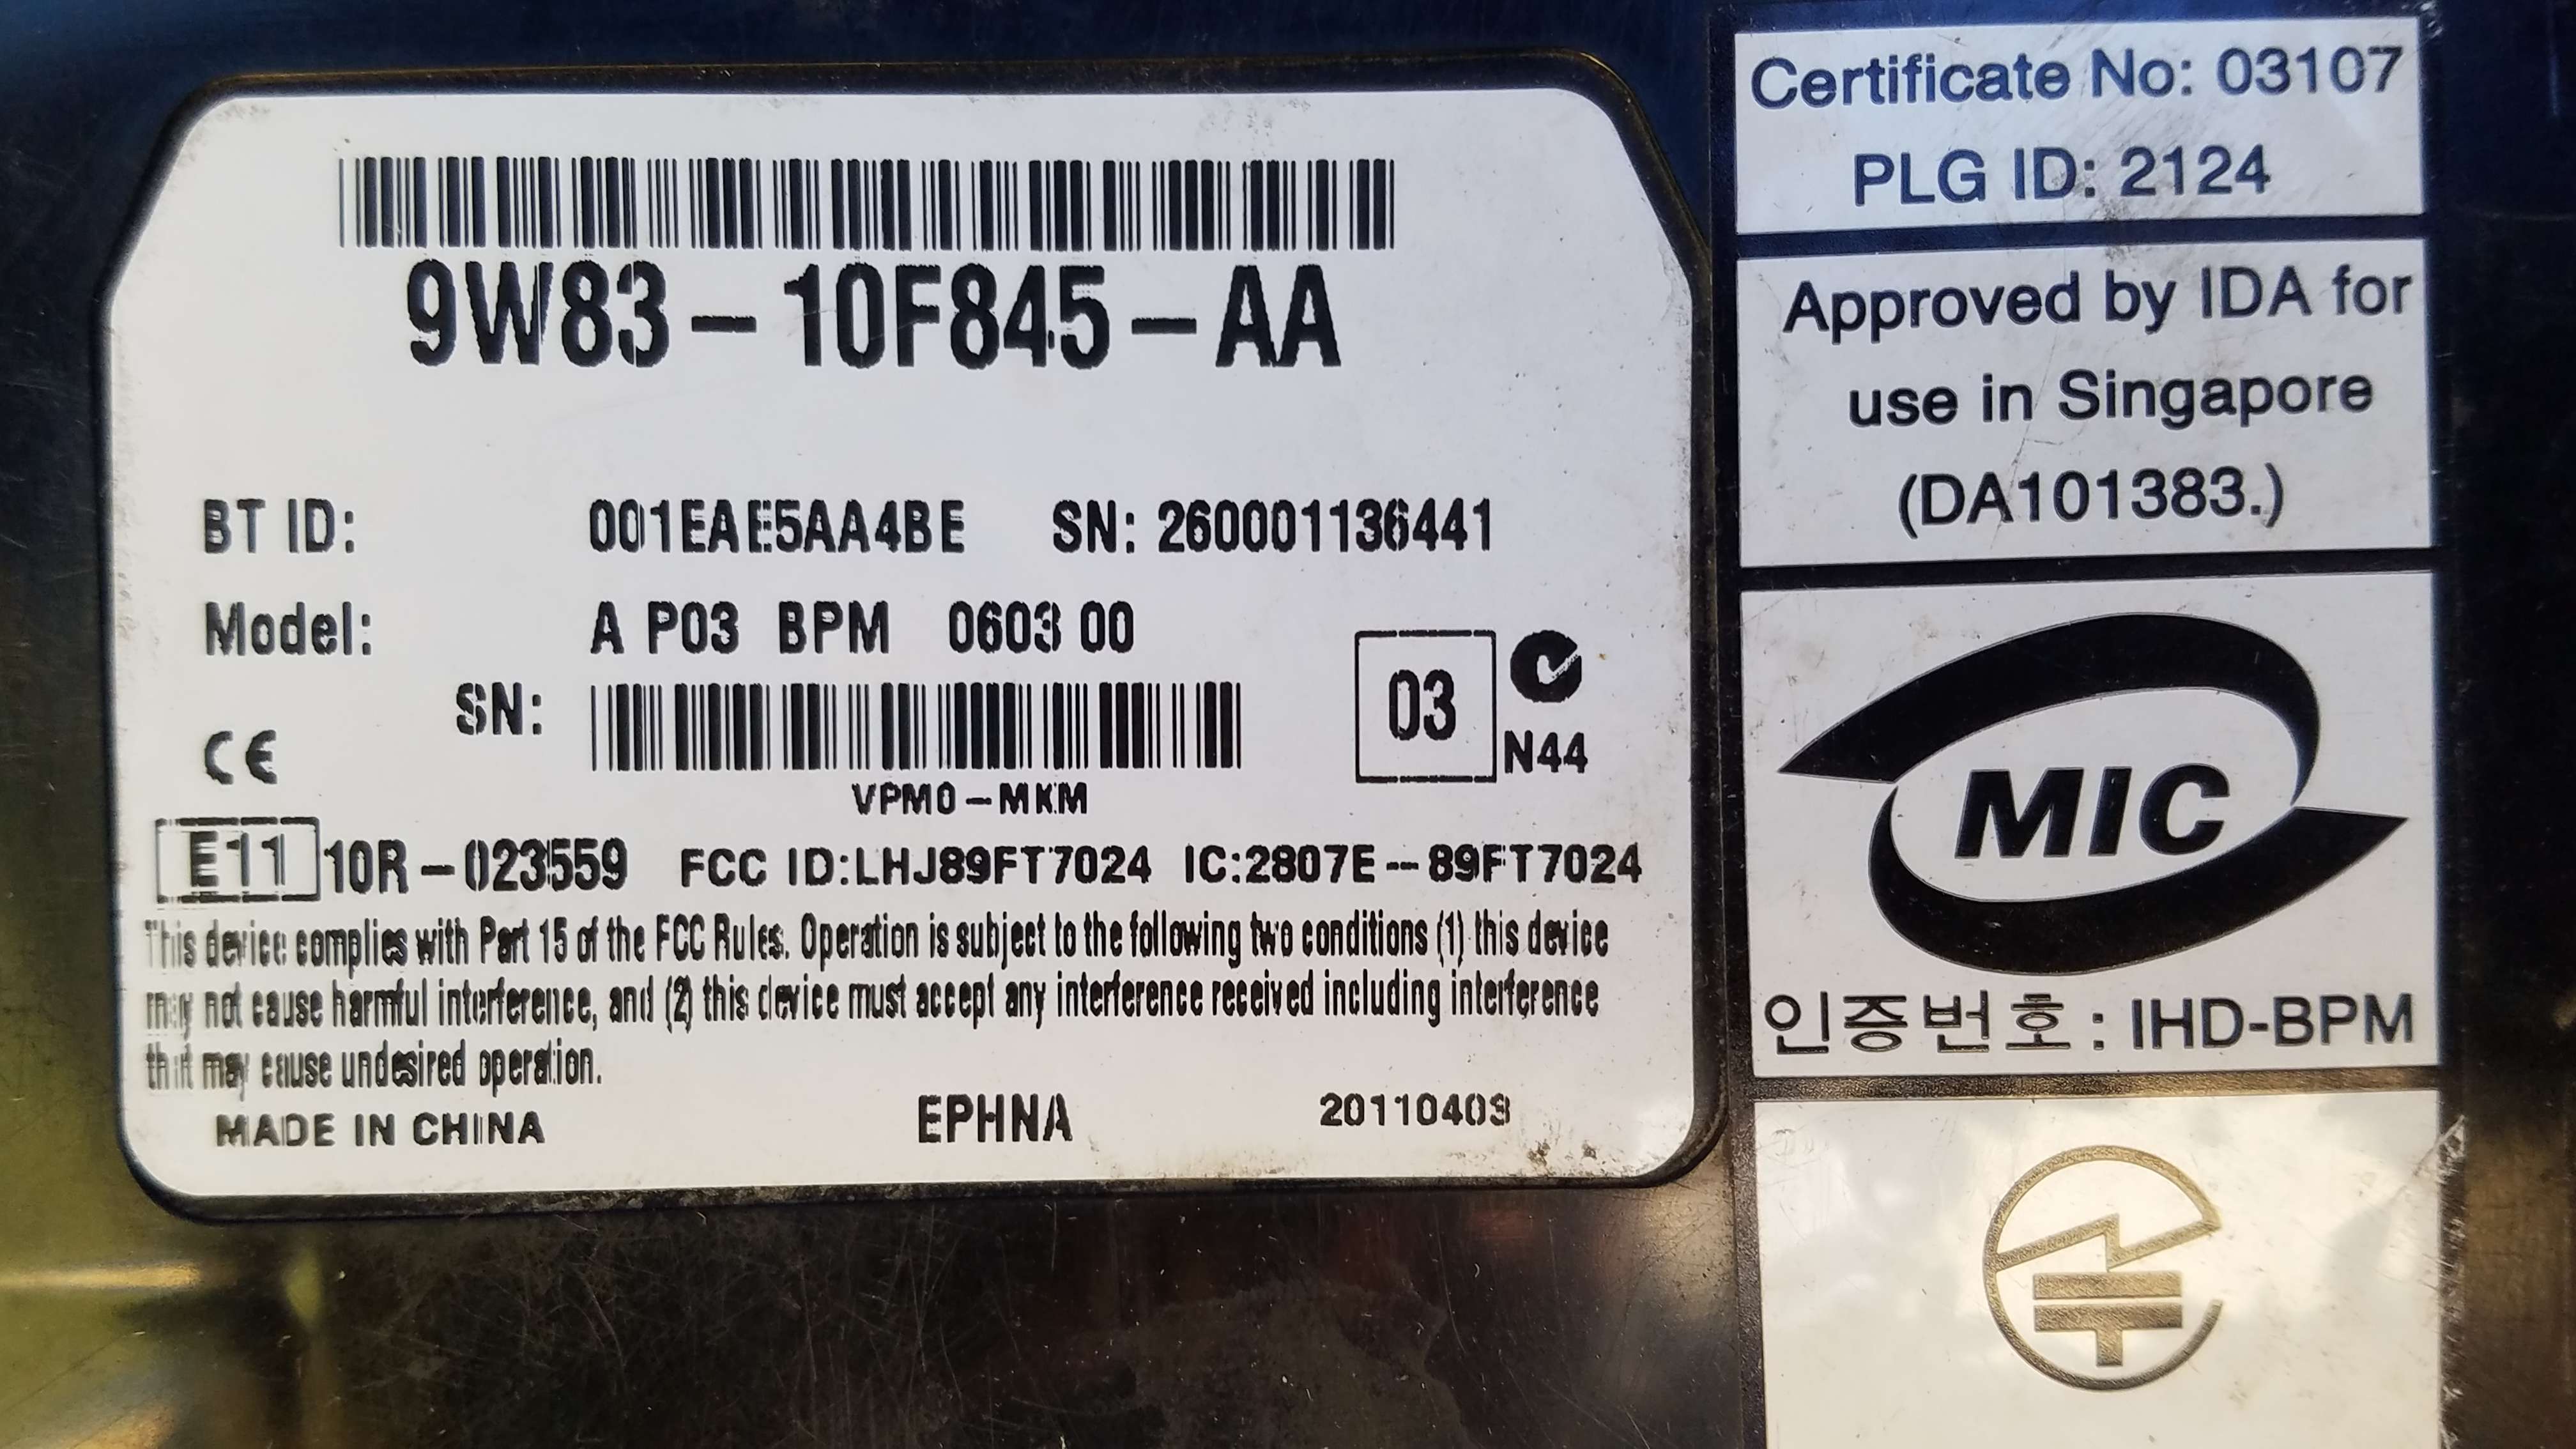 9W83-10F845-AA
BT ID: 001EAE5AA4BE SN: 260001136441
Model: A P03 BPM 0603 00
SN:
03
N44
CE
VPM0-MKM
E11 10R-023559 FCC ID:LHJ89FT7024 IC:2807E--89FT7024
This device complies with Part 15 of the FCC Rules. Operation is subject to the following two conditions (1) this device
may not cause harmful interference, and (2) this device must accept any interference received including interference
that may cause undesired operation.
MADE IN CHINA EPHNA 20110403
Certificate No: 03107
PLG ID: 2124
Approved by IDA for
use in Singapore
(DA101383.)
MIC
인증번호: IHD-BPM